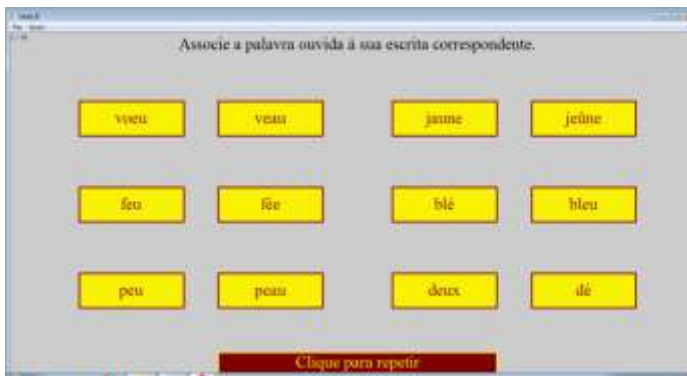 Associe a palavra ouvida à sua escrita correspondente.
voeu veau jaune jeûne
feu fée blé bleu
peu peau deux dé
Clique para repetir